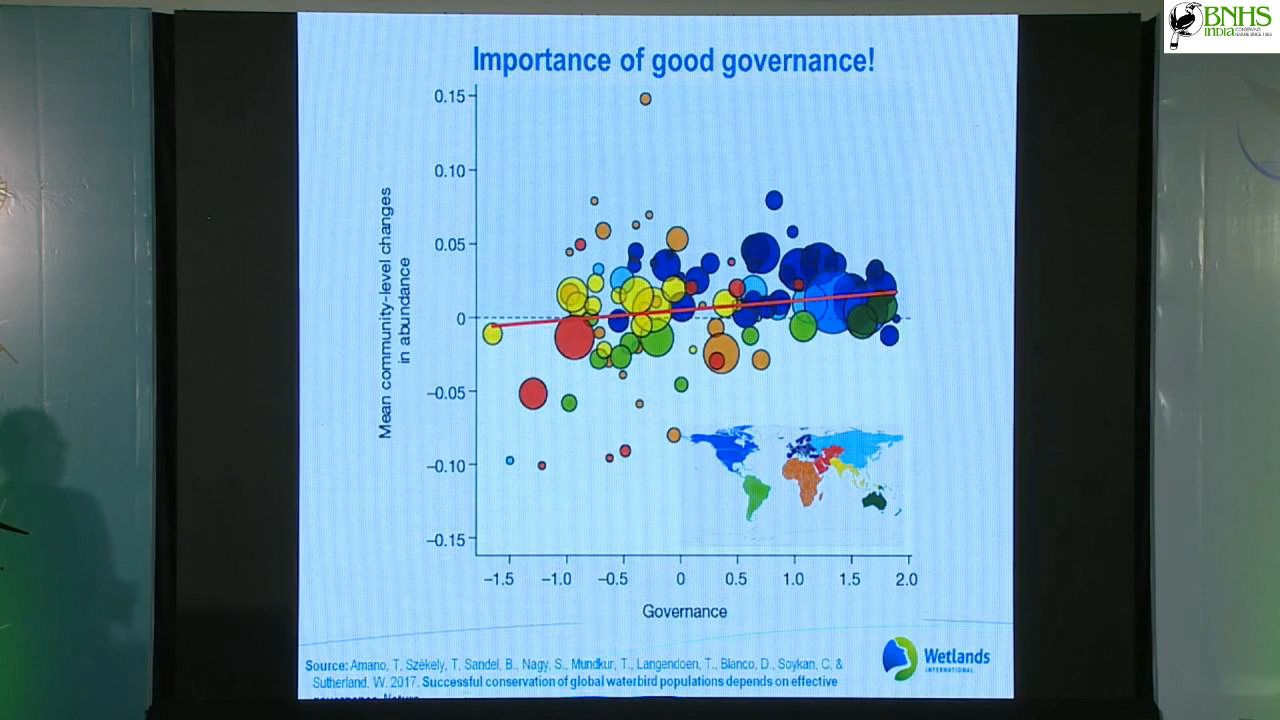 BNHS
INDIA
Importance of good governance!
0.15
0.10
0.05
0
−0.05
−0.10
−0.15
Mean community-level changes
in abundance
−1.5 −1.0 −0.5 0 0.5 1.0 1.5 2.0
Governance
Source: Amano, T, Székely, T, Sandel, B., Nagy, S., Mundkur, T., Langendoen, T., Blanco, D., Soykan, C. &
Sutherland, W. 2017. Successful conservation of global waterbird populations depends on effective
Wetlands
INTERNATIONAL